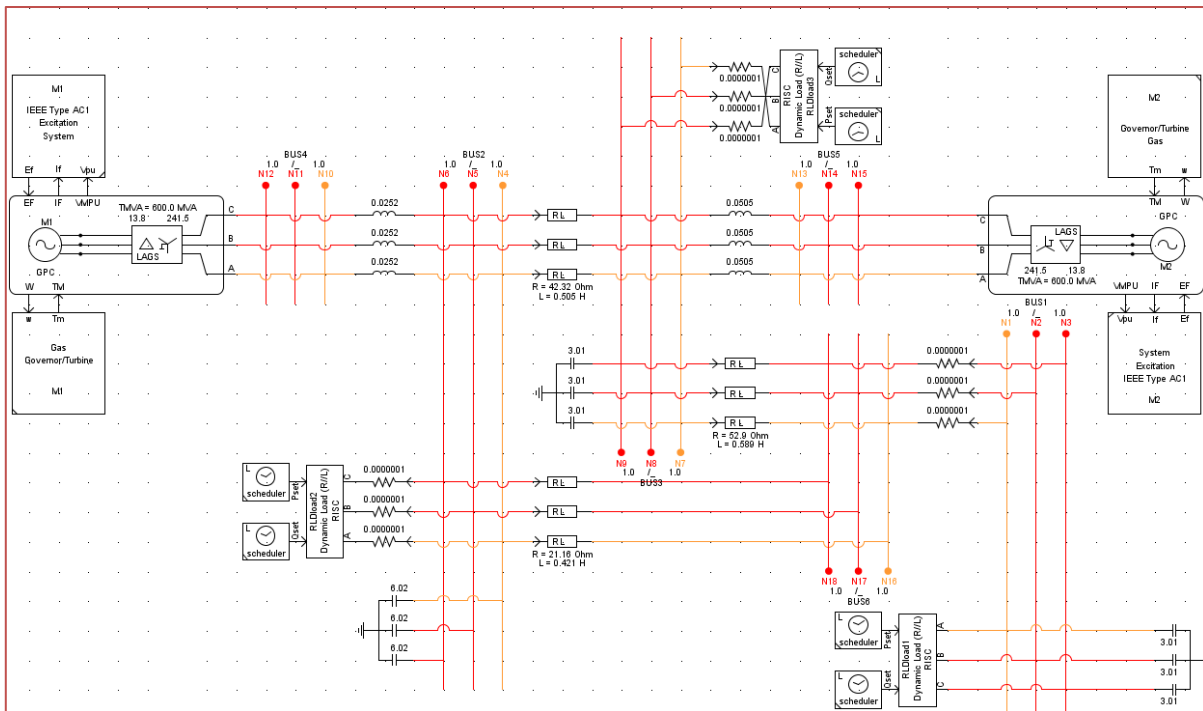 M1
IEEE Type AC1
Excitation
System
Ef If Vpu
EF IF VMPU
TMVA = 600.0 MVA
13.8 241.5
M1
LAGS
GPC
C
B
A
W TM
w Tm
Gas
Governor/Turbine
M1
BUS4
1.0 /_ 1.0
N12 N11 N10
BUS2
1.0 /_ 1.0
N6 N5 N4
0.0252
0.0252
0.0252
RL
RL
RL
R = 42.32 Ohm
L = 0.505 H
0.0000001
0.0000001
0.0000001
C
B
A
RISC
Dynamic Load (R//L)
RLDload3
Qset
Pset
scheduler
L
scheduler
L
BUS5
1.0 /_ 1.0
N13 N14 N15
0.0505
0.0505
0.0505
M2
Governor/Turbine
Gas
Tm w
TM W
GPC
C
B
A
LAGS
M2
241.5 13.8
TMVA = 600.0 MVA
VMPU IF EF
Vpu If Ef
System
Excitation
IEEE Type AC1
M2
BUS1
1.0 /_ 1.0
N1 N2 N3
3.01
3.01
3.01
RL
RL
RL
R = 52.9 Ohm
L = 0.589 H
0.0000001
0.0000001
0.0000001
N9 N8 N7
1.0 /_ 1.0
BUS3
L
scheduler
L
scheduler
Pset
Qset
RLDload2
Dynamic Load (R//L)
RISC
C
B
A
0.0000001
0.0000001
0.0000001
RL
RL
RL
R = 21.16 Ohm
L = 0.421 H
N18 N17 N16
1.0 /_ 1.0
BUS6
6.02
6.02
6.02
L
scheduler
L
scheduler
Pset
Qset
RLDload1
Dynamic Load (R//L)
RISC
A
B
C
3.01
3.01
3.01